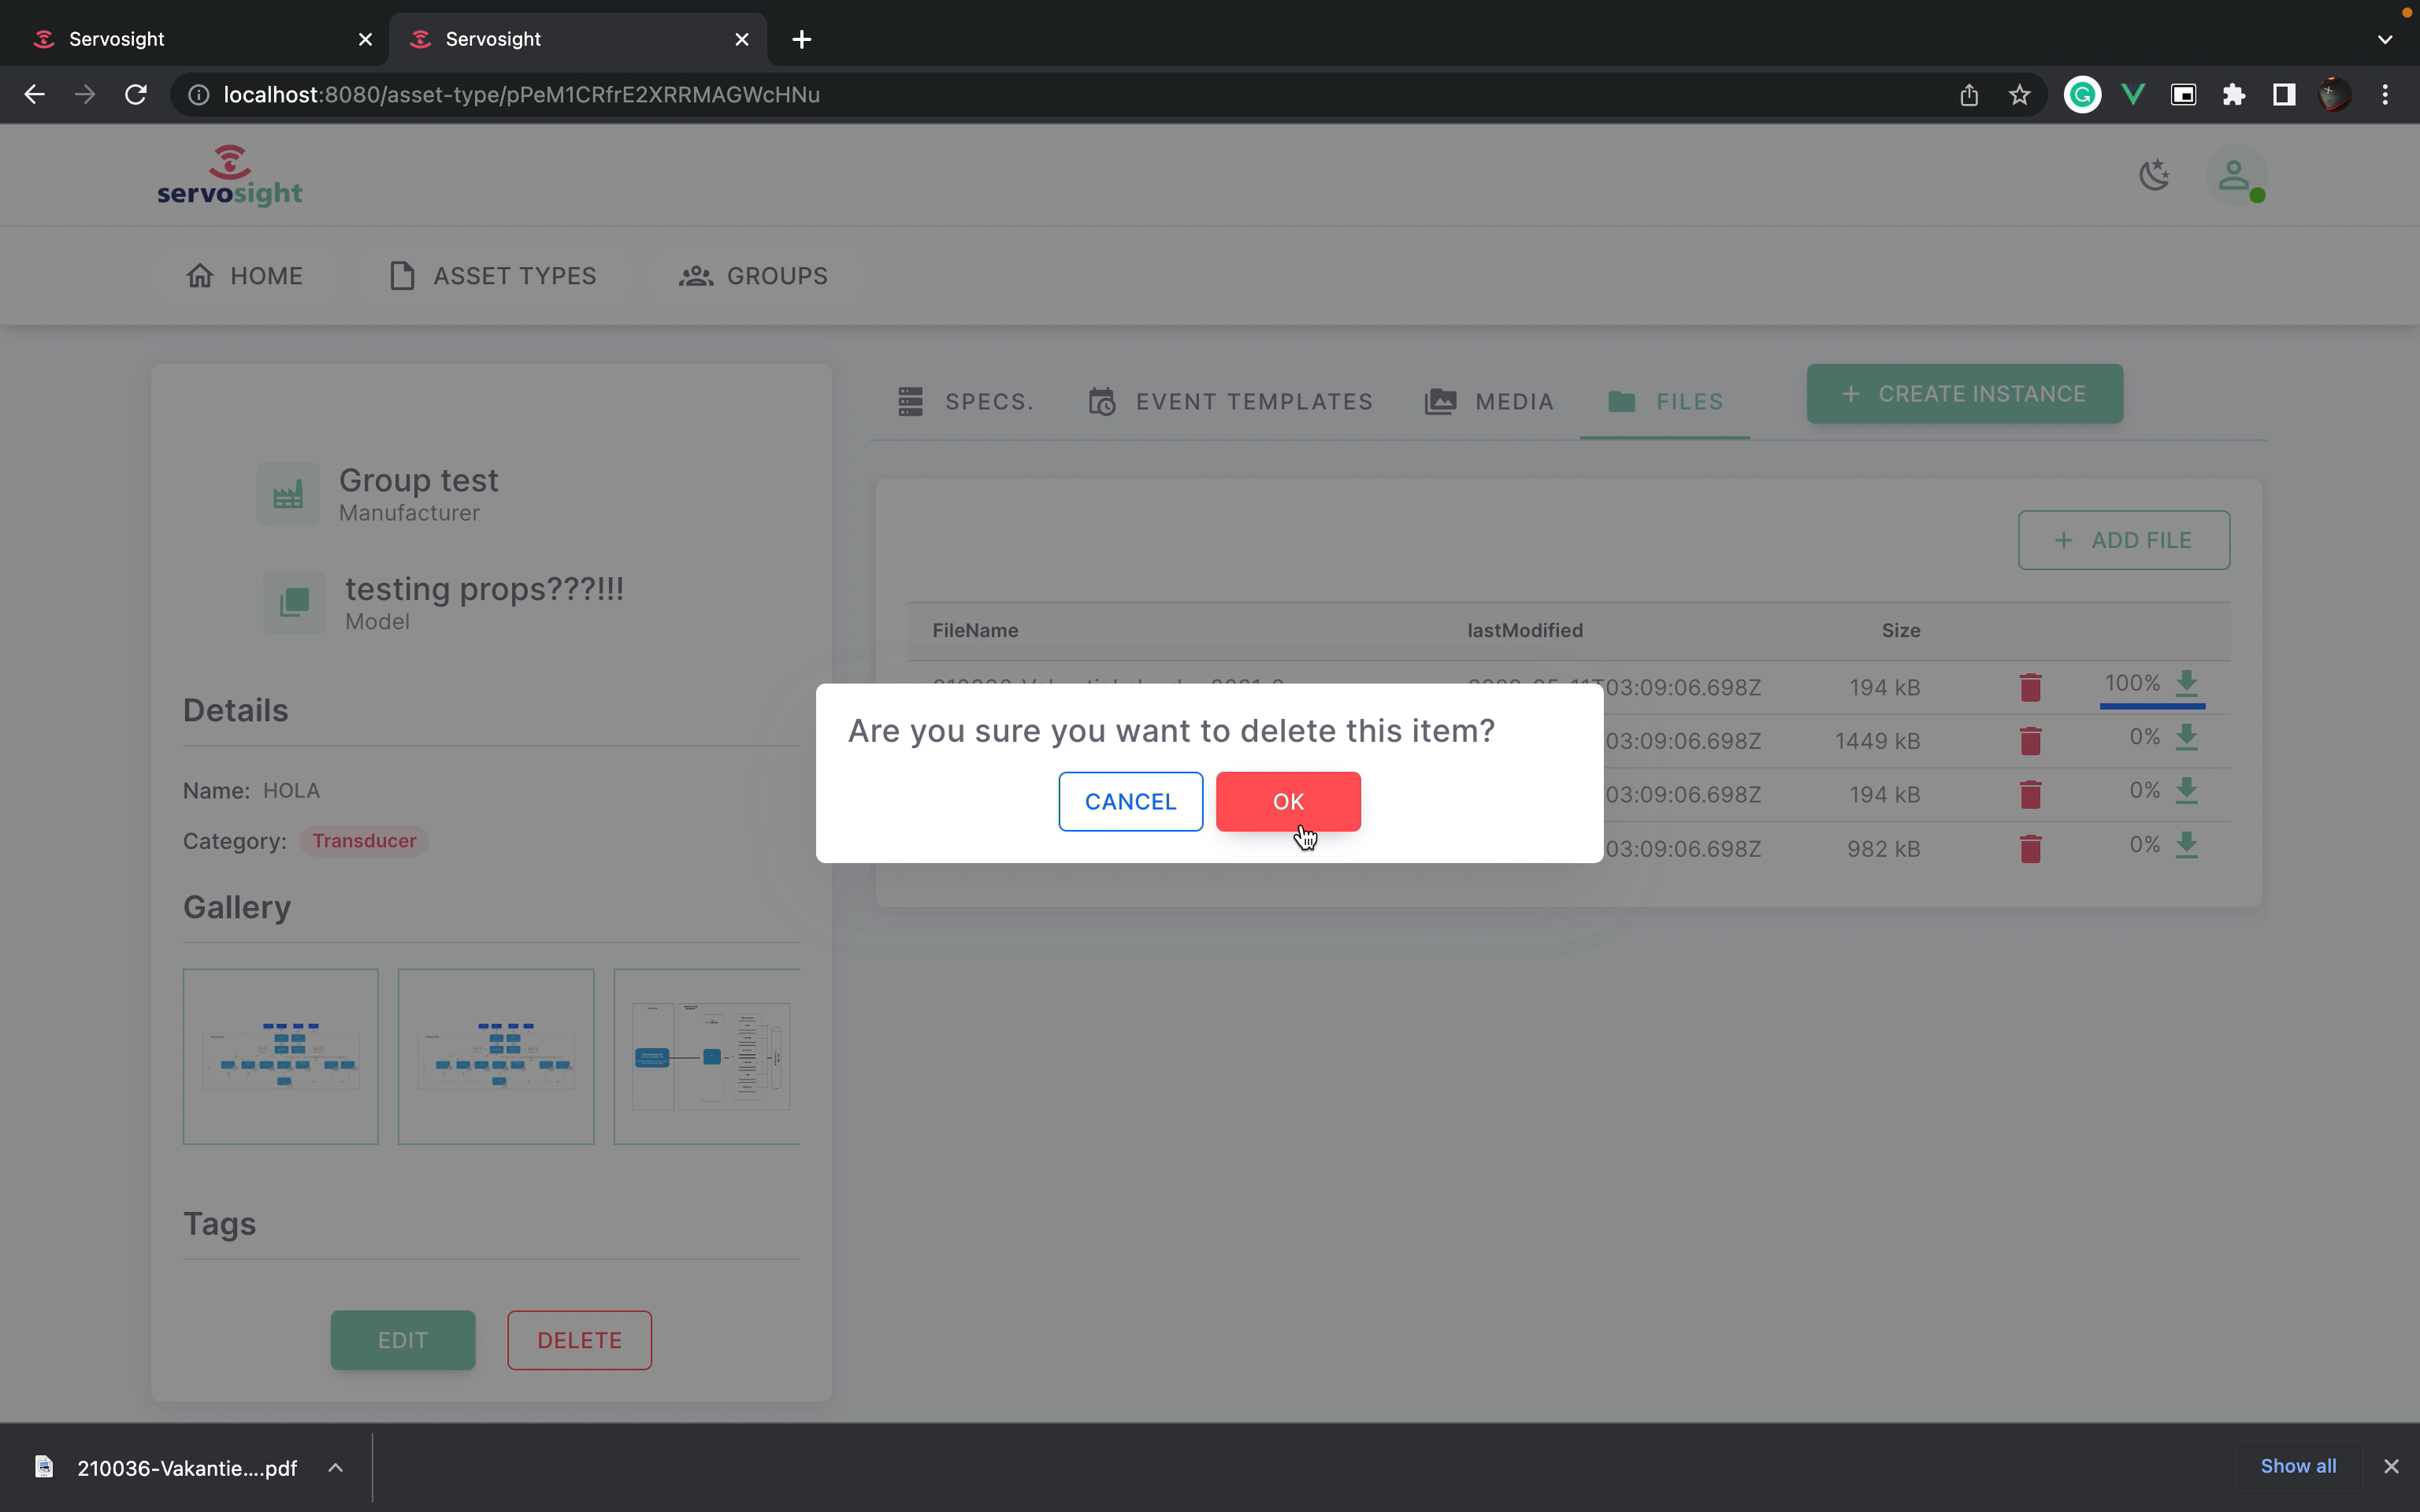 Servosight
Servosight
localhost:8080/asset-type/pPeM1CRfrE2XRRMAGWcHNu
servosight
HOME
ASSET TYPES
GROUPS
SPECS.
EVENT TEMPLATES
MEDIA
FILES
+ CREATE INSTANCE
Group test
Manufacturer
testing props???!!!
Model
+ ADD FILE
FileName lastModified Size
T03:09:06.698Z 194 kB 100%
03:09:06.698Z 1449 kB 0%
03:09:06.698Z 194 kB 0%
03:09:06.698Z 982 kB 0%
Are you sure you want to delete this item?
CANCEL
OK
Details
Name: HOLA
Category: Transducer
Gallery
Tags
EDIT
DELETE
210036-Vakantie....pdf
Show all